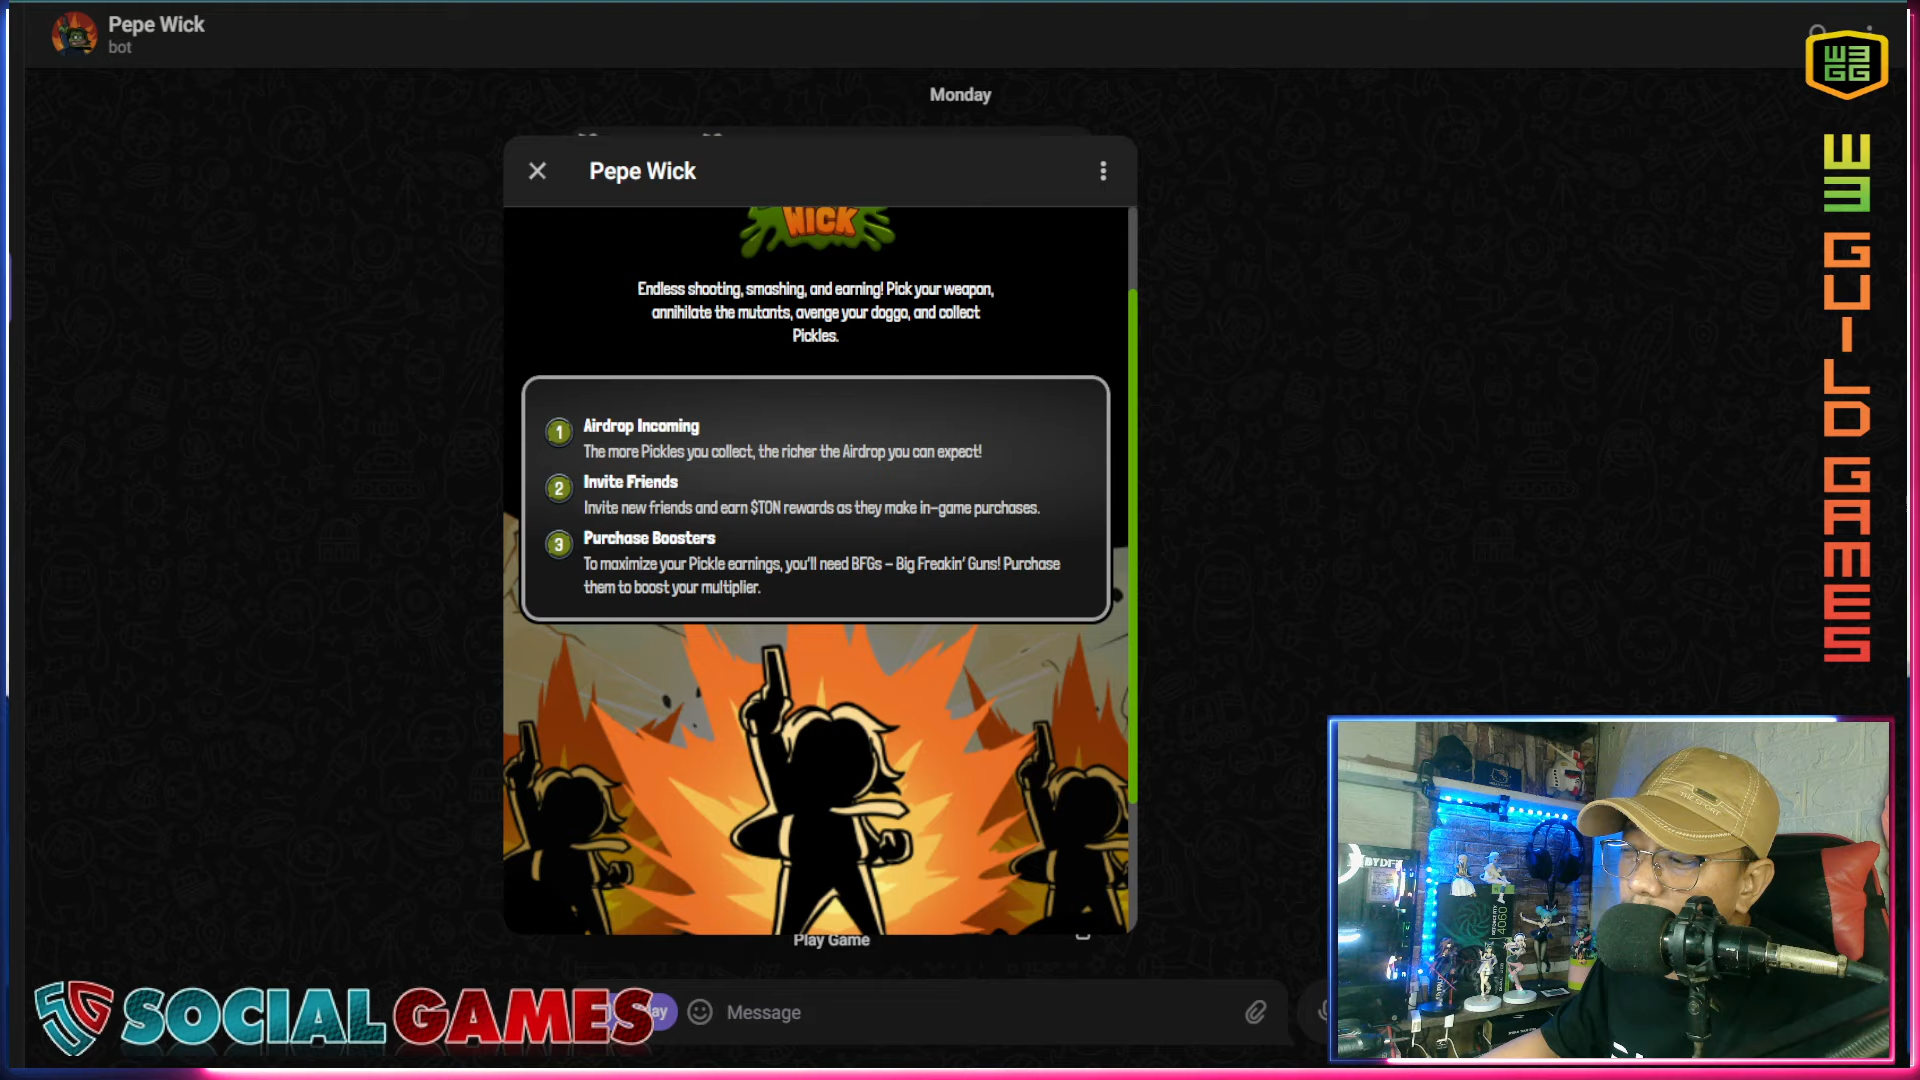 Pepe Wick
bot
Monday
W3
GG
W3 GUILD GAMES
Pepe Wick
WICK
Endless shooting, smashing, and earning! Pick your weapon,
annihilate the mutants, avenge your doggo, and collect
Pickles.
1 Airdrop Incoming
The more Pickles you collect, the richer the Airdrop you can expect!
2 Invite Friends
Invite new friends and earn $TON rewards as they make in-game purchases.
3 Purchase Boosters
To maximize your Pickle earnings, you'll need BFGs – Big Freakin' Guns! Purchase
them to boost your multiplier.
Play Game
SG SOCIAL GAMES
Message
4060